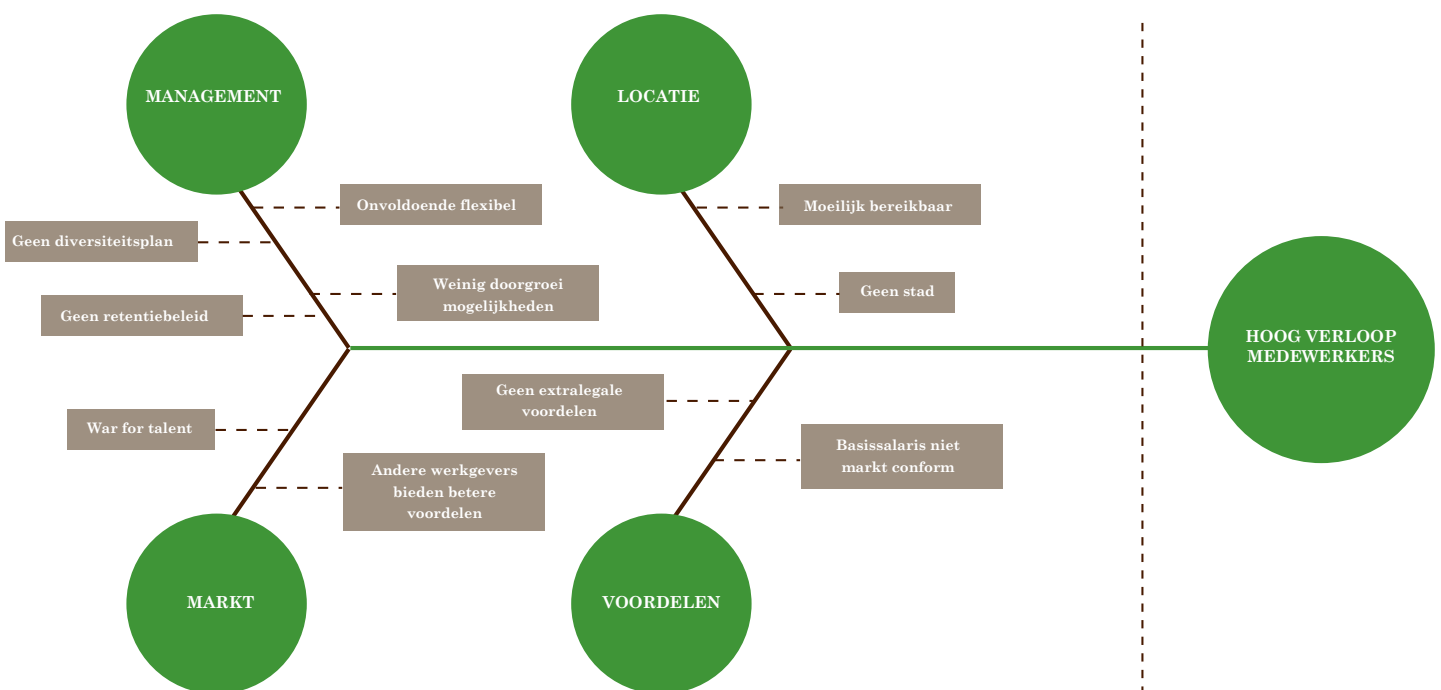 MANAGEMENT
LOCATIE
Onvoldoende flexibel
Moeilijk bereikbaar
Geen diversiteitsplan
Weinig doorgroei
mogelijkheden
Geen stad
Geen retentiebeleid
HOOG VERLOOP
MEDEWERKERS
Geen extralegale
voordelen
War for talent
Basissalaris niet
markt conform
Andere werkgevers
bieden betere
voordelen
MARKT
VOORDELEN